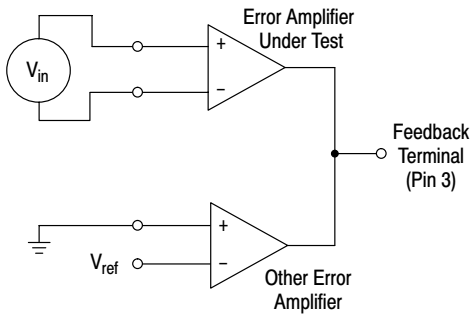 Error Amplifier
Under Test
V_in
+
−
Feedback
Terminal
(Pin 3)
+
V_ref
−
Other Error
Amplifier